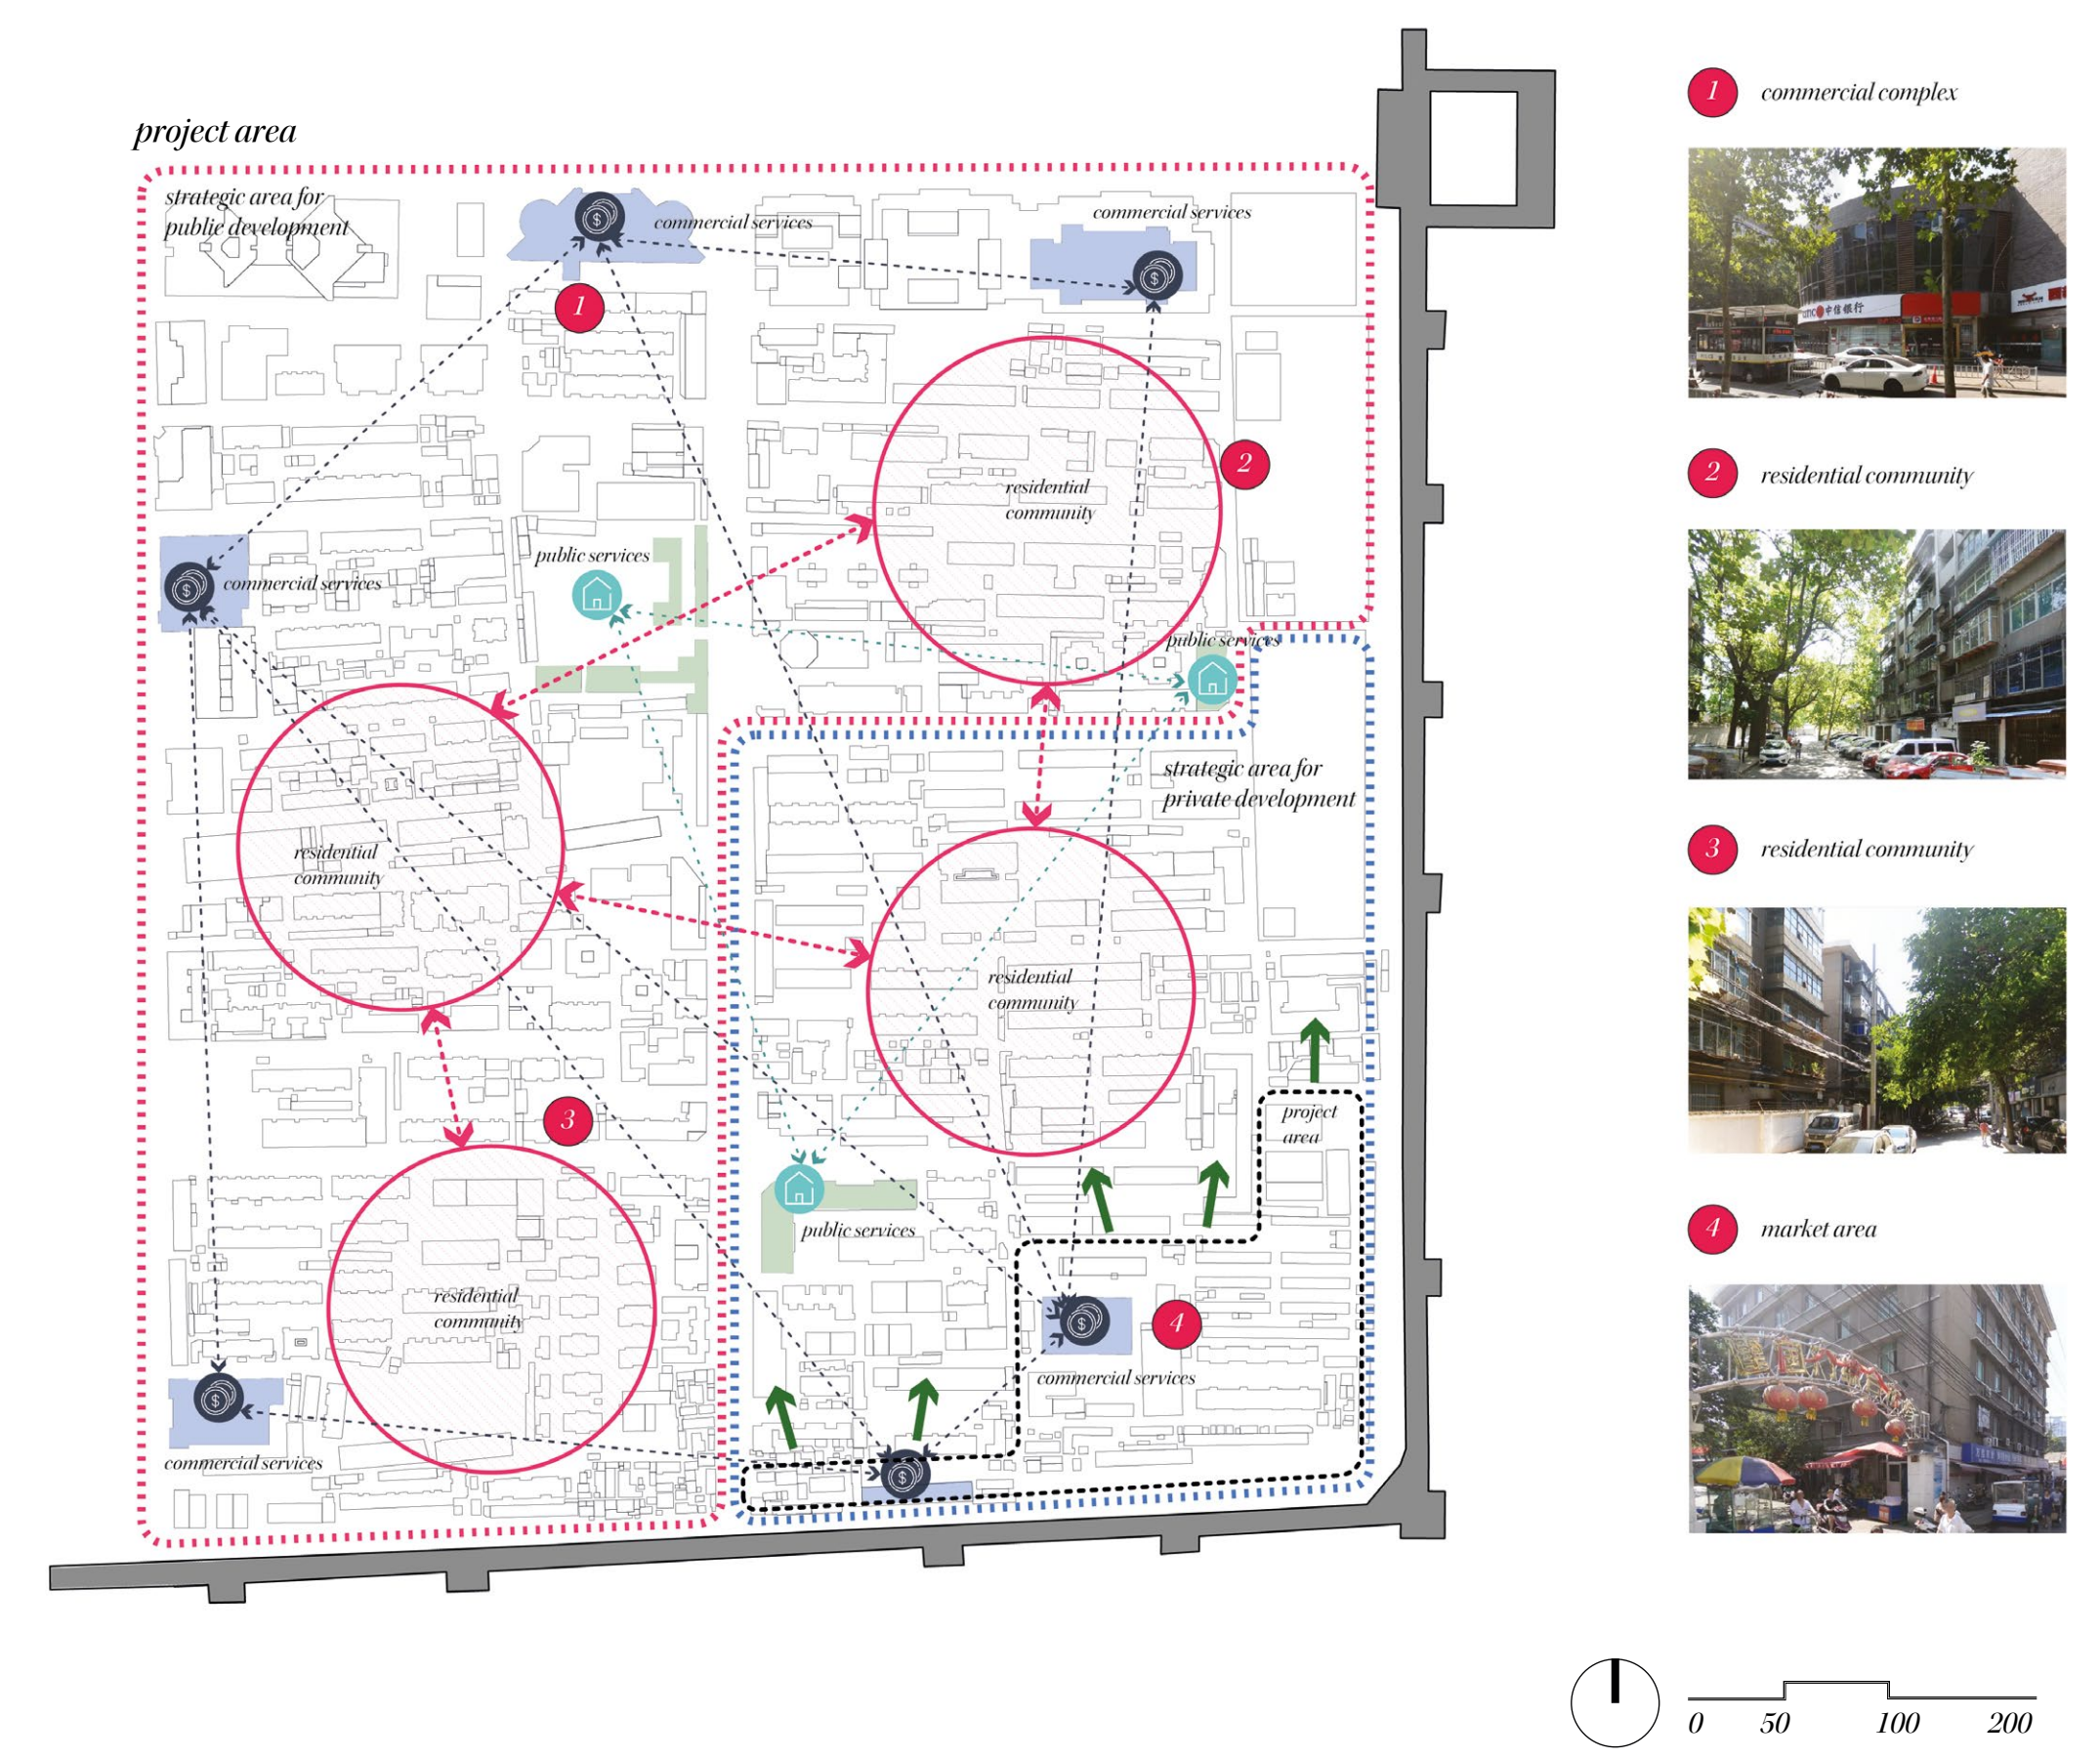 project area
strategic area for
public development
commercial services
commercial services
1
commercial services
2
residential
community
public services
public services
strategic area for
private development
residential
community
residential
community
3
project
area
public services
residential
community
4
commercial services
commercial services
1 commercial complex
中信银行
2 residential community
3 residential community
4 market area
0 50 100 200